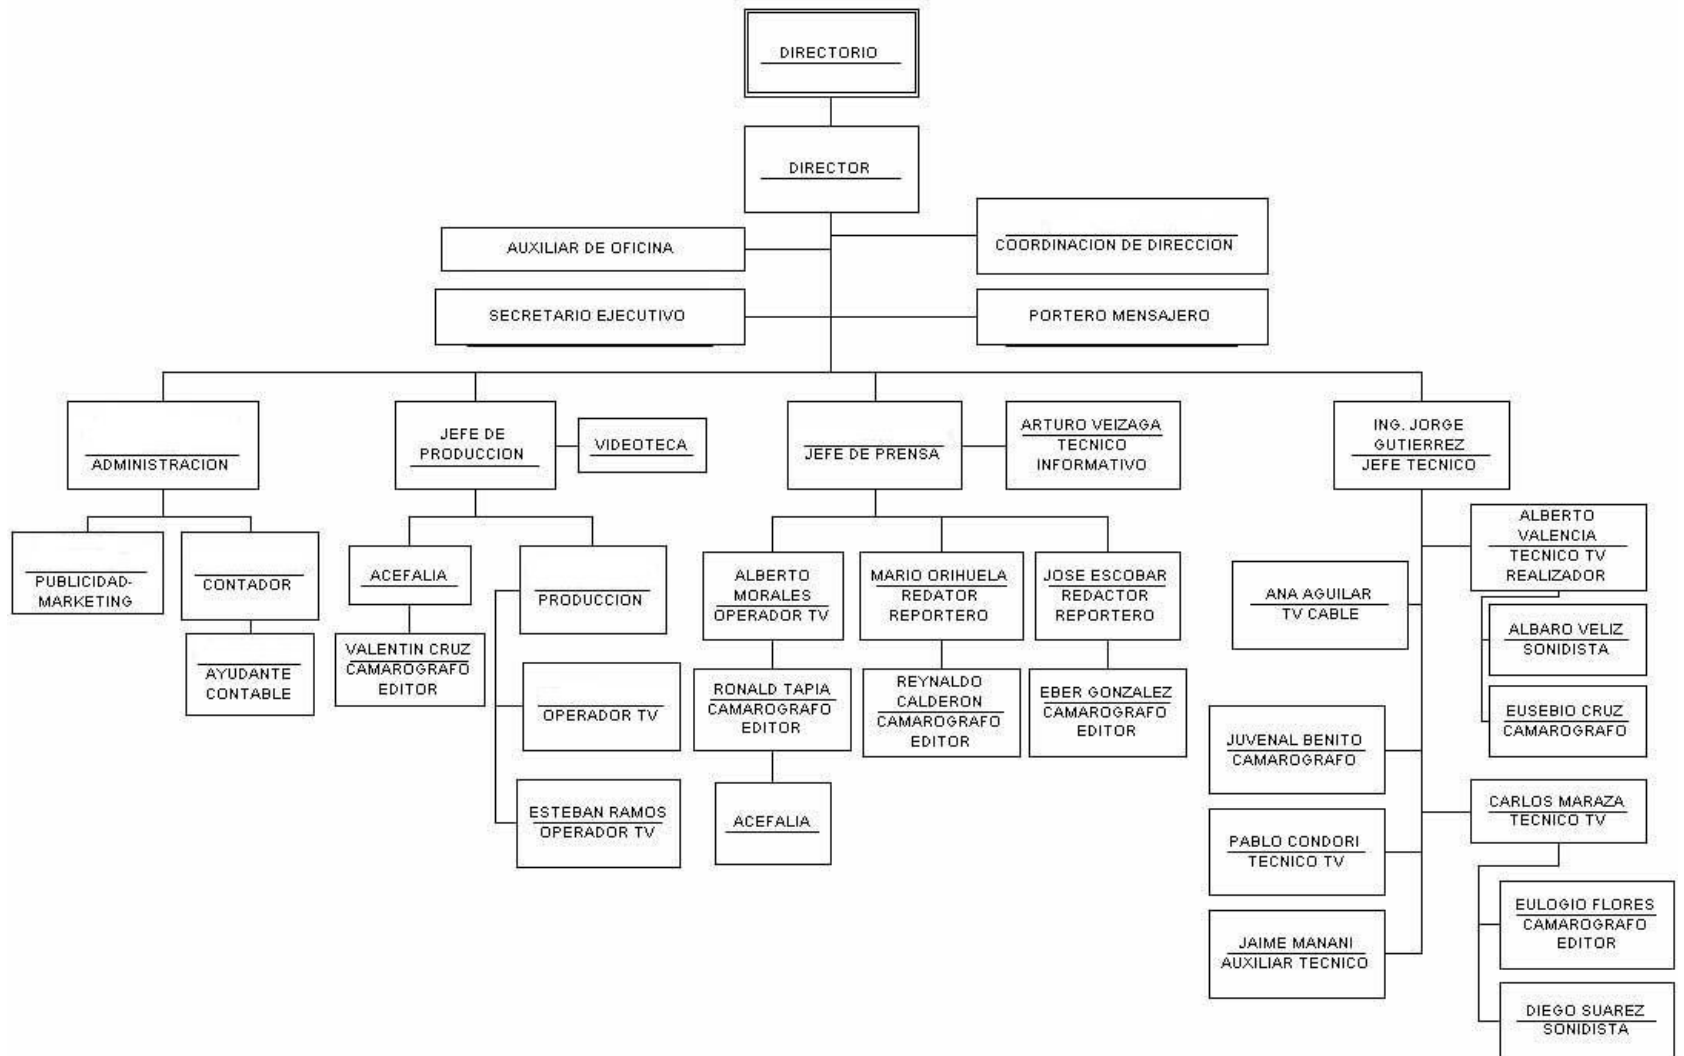 DIRECTORIO
DIRECTOR
AUXILIAR DE OFICINA
COORDINACION DE DIRECCION
SECRETARIO EJECUTIVO
PORTERO MENSAJERO
ADMINISTRACION
JEFE DE
PRODUCCION
VIDEOTECA
JEFE DE PRENSA
ARTURO VEIZAGA
TECNICO
INFORMATIVO
ING. JORGE
GUTIERREZ
JEFE TECNICO
PUBLICIDAD-
MARKETING
CONTADOR
AYUDANTE
CONTABLE
ACEFALIA
VALENTIN CRUZ
CAMAROGRAFO
EDITOR
PRODUCCION
OPERADOR TV
ESTEBAN RAMOS
OPERADOR TV
ALBERTO
MORALES
OPERADOR TV
RONALD TAPIA
CAMAROGRAFO
EDITOR
ACEFALIA
MARIO ORIHUELA
REDATOR
REPORTERO
REYNALDO
CALDERON
CAMAROGRAFO
EDITOR
JOSE ESCOBAR
REDACTOR
REPORTERO
EBER GONZALEZ
CAMAROGRAFO
EDITOR
ANA AGUILAR
TV CABLE
JUVENAL BENITO
CAMAROGRAFO
PABLO CONDORI
TECNICO TV
JAIME MANANI
AUXILIAR TECNICO
ALBERTO
VALENCIA
TECNICO TV
REALIZADOR
ALBARO VELIZ
SONIDISTA
EUSEBIO CRUZ
CAMAROGRAFO
CARLOS MARAZA
TECNICO TV
EULOGIO FLORES
CAMAROGRAFO
EDITOR
DIEGO SUAREZ
SONIDISTA